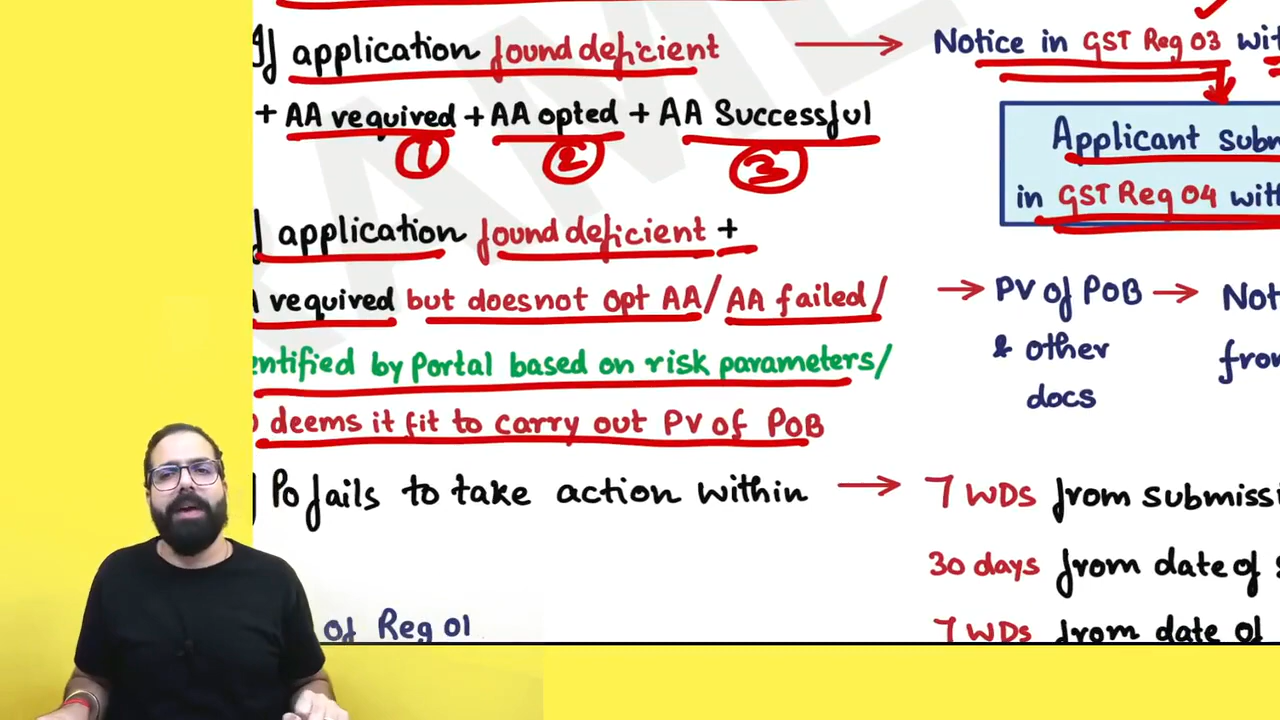 If application found deficient → Notice in GST Reg 03
+ AA required + AA opted + AA Successful
① ② ③
Applicant
in GST Reg 04
application found deficient +
required but doesnot opt AA/AA failed/ → PV of PoB →
& other
docs
by Portal based on risk parameters/
deems it fit to carry out PV of PoB
Po fails to take action within → 7 WDs from
30 days from date of
of Reg 01
7 WDs from date of